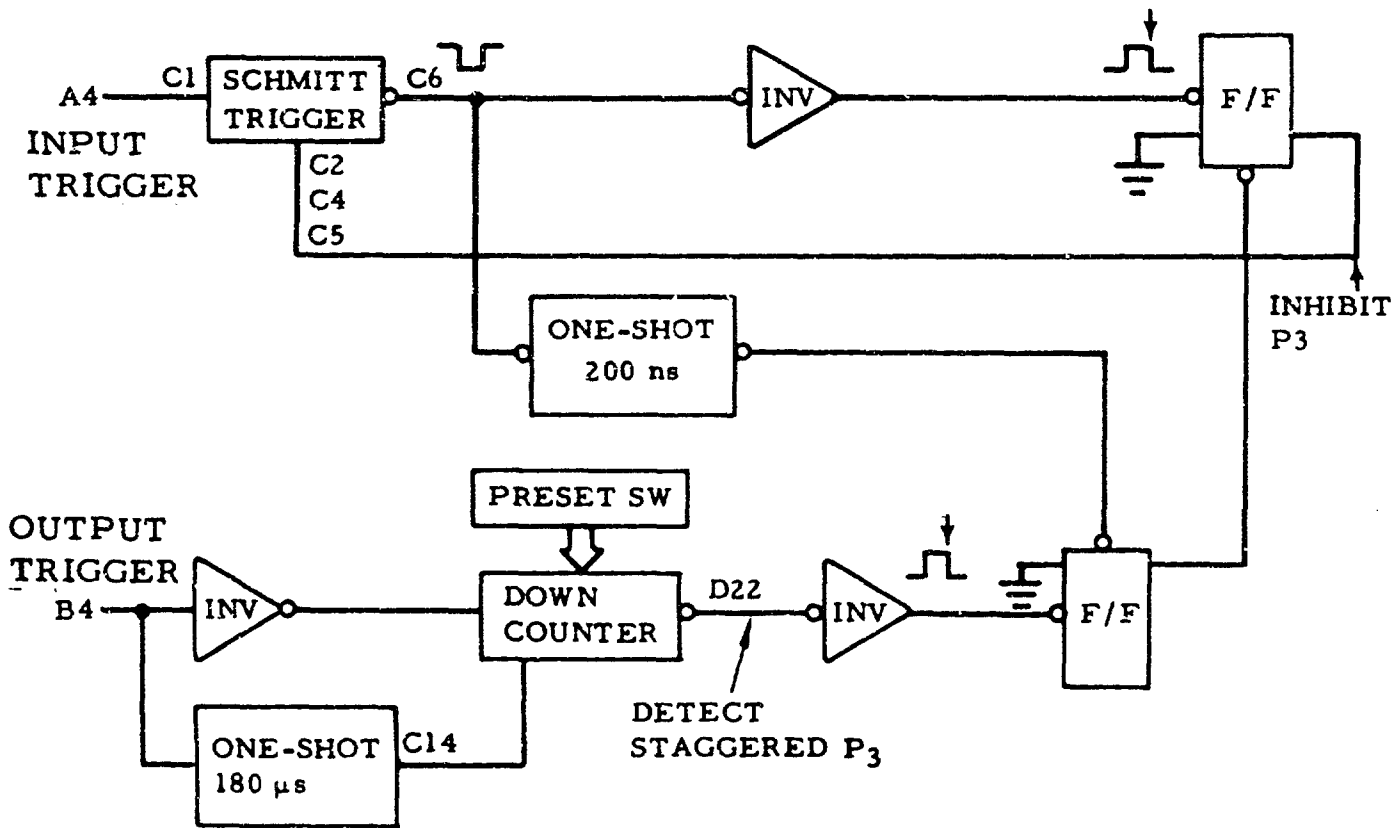 A4
INPUT
TRIGGER
C1
SCHMITT
TRIGGER
C6
C2
C4
C5
INV
F/F
INHIBIT
P3
ONE-SHOT
200 ns
PRESET SW
OUTPUT
TRIGGER
B4
INV
DOWN
COUNTER
D22
INV
F/F
DETECT
STAGGERED P3
ONE-SHOT
180 μs
C14